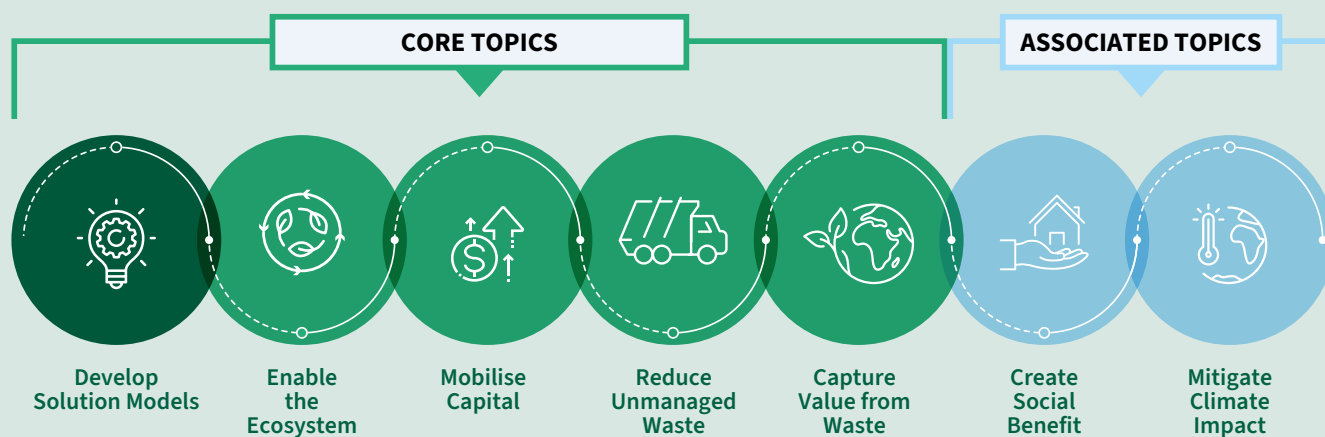 CORE TOPICS
ASSOCIATED TOPICS
Develop
Solution Models
Enable
the
Ecosystem
Mobilise
Capital
Reduce
Unmanaged
Waste
Capture
Value from
Waste
Create
Social
Benefit
Mitigate
Climate
Impact